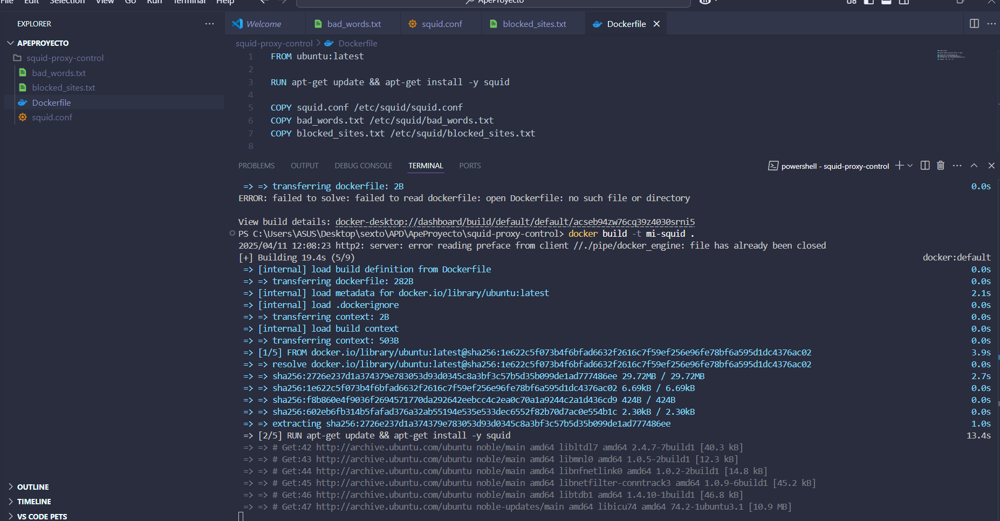 File Edit Selection View Go Run Terminal Help
ApeProyecto
EXPLORER
Welcome bad_words.txt squid.conf blocked_sites.txt Dockerfile
APEPROYECTO
squid-proxy-control
bad_words.txt
blocked_sites.txt
Dockerfile
squid.conf
squid-proxy-control > Dockerfile
1 FROM ubuntu:latest
2
3 RUN apt-get update && apt-get install -y squid
4
5 COPY squid.conf /etc/squid/squid.conf
6 COPY bad_words.txt /etc/squid/bad_words.txt
7 COPY blocked_sites.txt /etc/squid/blocked_sites.txt
8
PROBLEMS OUTPUT DEBUG CONSOLE TERMINAL PORTS
powershell - squid-proxy-control
=> => transferring dockerfile: 2B 0.0s
ERROR: failed to solve: failed to read dockerfile: open Dockerfile: no such file or directory
View build details: docker-desktop://dashboard/build/default/default/acseb94zw76cq39z4030srni5
PS C:\Users\ASUS\Desktop\sexto\APD\ApeProyecto\squid-proxy-control> docker build -t mi-squid .
2025/04/11 12:08:23 http2: server: error reading preface from client //./pipe/docker_engine: file has already been closed
[+] Building 19.4s (5/9) docker:default
=> [internal] load build definition from Dockerfile 0.0s
=> => transferring dockerfile: 282B 0.0s
=> [internal] load metadata for docker.io/library/ubuntu:latest 2.1s
=> [internal] load .dockerignore 0.0s
=> => transferring context: 2B 0.0s
=> [internal] load build context 0.0s
=> => transferring context: 503B 0.0s
=> [1/5] FROM docker.io/library/ubuntu:latest@sha256:1e622c5f073b4f6bfad6632f2616c7f59ef256e96fe78bf6a595d1dc4376ac02 3.9s
=> => resolve docker.io/library/ubuntu:latest@sha256:1e622c5f073b4f6bfad6632f2616c7f59ef256e96fe78bf6a595d1dc4376ac02 0.0s
=> => sha256:2726e237d1a374379e783053d93d0345c8a3bf3c57b5d35b099de1ad777486ee 29.72MB / 29.72MB 2.7s
=> => sha256:1e622c5f073b4f6bfad6632f2616c7f59ef256e96fe78bf6a595d1dc4376ac02 6.69kB / 6.69kB 0.0s
=> => sha256:f8b860e4f9036f2694571770da292642eebcc4c2ea0c70a1a9244c2a1d436cd9 424B / 424B 0.0s
=> => sha256:602eb6fb314b5fafad376a32ab55194e535e533dec6552f82b70d7ac0e554b1c 2.30kB / 2.30kB 0.0s
=> => extracting sha256:2726e237d1a374379e783053d93d0345c8a3bf3c57b5d35b099de1ad777486ee 1.0s
=> [2/5] RUN apt-get update && apt-get install -y squid 13.4s
=> => # Get:42 http://archive.ubuntu.com/ubuntu noble/main amd64 libltdl7 amd64 2.4.7-7build1 [40.3 kB]
=> => # Get:43 http://archive.ubuntu.com/ubuntu noble/main amd64 libmnl0 amd64 1.0.5-2build1 [12.3 kB]
=> => # Get:44 http://archive.ubuntu.com/ubuntu noble/main amd64 libnfnetlink0 amd64 1.0.2-2build1 [14.8 kB]
=> => # Get:45 http://archive.ubuntu.com/ubuntu noble/main amd64 libnetfilter-conntrack3 amd64 1.0.9-6build1 [45.2 kB]
=> => # Get:46 http://archive.ubuntu.com/ubuntu noble/main amd64 libtdb1 amd64 1.4.10-1build1 [46.8 kB]
=> => # Get:47 http://archive.ubuntu.com/ubuntu noble-updates/main amd64 libicu74 amd64 74.2-1ubuntu3.1 [10.9 MB]
OUTLINE
TIMELINE
VS CODE PETS